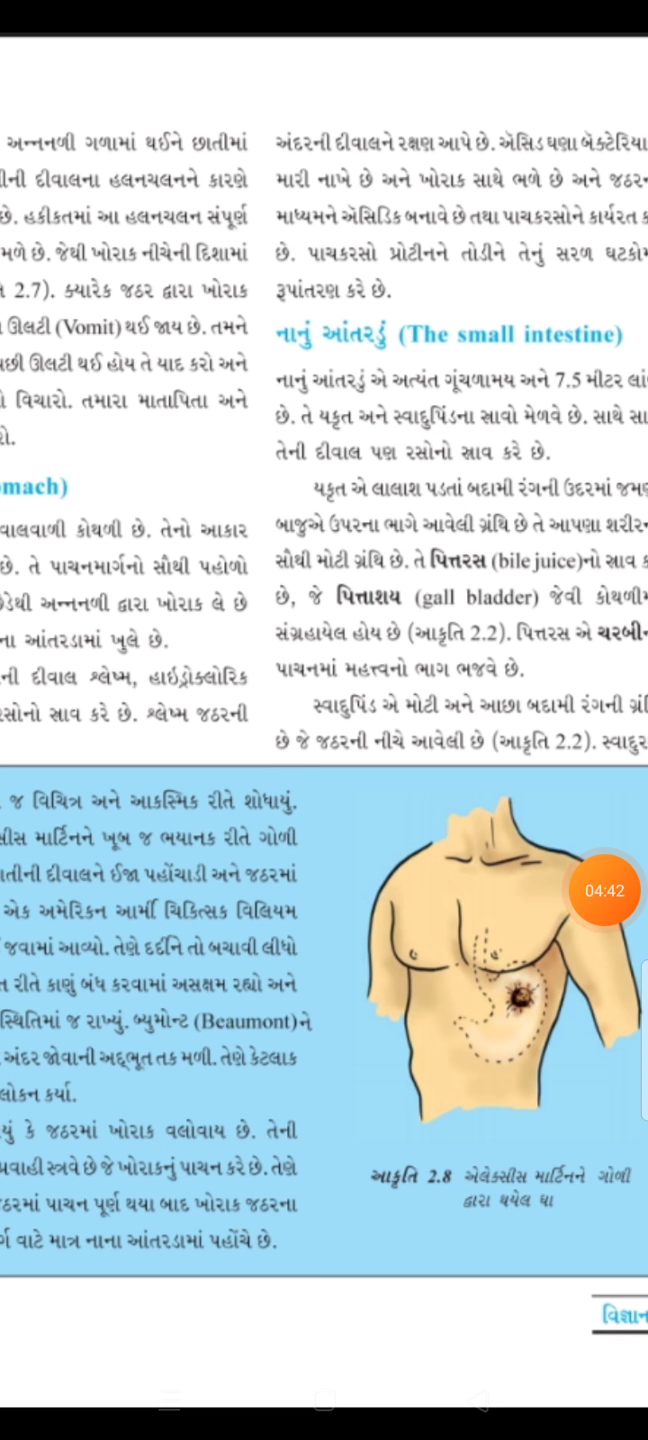 અન્નનળી ગળામાં થઈને છાતીમાં
દીવાલના હલનચલનને કારણે
છે. હકીકતમાં આ હલનચલન સંપૂર્ણ
મળે છે. જેથી ખોરાક નીચેની દિશામાં
2.7). ક્યારેક જઠર દ્વારા ખોરાક
ઊલટી (Vomit) થઈ જાય છે. તમને
ઊલટી થઈ હોય તે યાદ કરો અને
વિચારો. તમારા માતાપિતા અને
mach)
કોથળી છે. તેનો આકાર
છે. તે પાચનમાર્ગનો સૌથી પહોળો
અન્નનળી દ્વારા ખોરાક લે છે
ના આંતરડામાં ખુલે છે.
ની દીવાલ શ્લેષ્મ, હાઇડ્રોક્લોરિક
સ્રાવ કરે છે. શ્લેષ્મ જઠરની
અંદરની દીવાલને રક્ષણ આપે છે. ઍસિડ ઘણા બૅક્ટેરિયા
મારી નાખે છે અને ખોરાક સાથે ભળે છે અને જઠર
માધ્યમને ઍસિડિક બનાવે છે તથા પાચકરસોને કાર્યરત ક
છે. પાચકરસો પ્રોટીનને તોડીને તેનું સરળ ઘટકો
રૂપાંતરણ કરે છે.
નાનું આંતરડું (The small intestine)
નાનું આંતરડું એ અત્યંત ગૂંચળામય અને 7.5 મીટર લાં
છે. તે યકૃત અને સ્વાદુપિંડના સ્રાવો મેળવે છે. સાથે સા
તેની દીવાલ પણ રસોનો સ્રાવ કરે છે.
યકૃત એ લાલાશ પડતાં બદામી રંગની ઉદરમાં જમ
બાજુએ ઉપરના ભાગે આવેલી ગ્રંથિ છે તે આપણા શરીર
સૌથી મોટી ગ્રંથિ છે. તે પિત્તરસ (bile juice)નો સ્રાવ ક
છે, જે પિત્તાશય (gall bladder) જેવી કોથળી
સંગ્રહાયેલ હોય છે (આકૃતિ 2.2). પિત્તરસ એ ચરબી
પાચનમાં મહત્ત્વનો ભાગ ભજવે છે.
સ્વાદુપિંડ એ મોટી અને આછા બદામી રંગની ગ્રં
છે જે જઠરની નીચે આવેલી છે (આકૃતિ 2.2). સ્વાદુ
જ વિચિત્ર અને આકસ્મિક રીતે શોધાયું.
માર્ટિનને ખૂબ જ ભયાનક રીતે ગોળી
દીવાલને ઈજા પહોંચાડી અને જઠરમાં
એક અમેરિકન આર્મી ચિકિત્સક વિલિયમ
જવામાં આવ્યો. તેણે દર્દીને તો બચાવી લીધો
રીતે કાણું બંધ કરવામાં અસક્ષમ રહ્યો અને
સ્થિતિમાં જ રાખ્યું. બ્યુમોન્ટ (Beaumont)ને
અંદર જોવાની અદ્ભૂત તક મળી. તેણે કેટલાક
લોકન કર્યા.
યું કે જઠરમાં ખોરાક વલોવાય છે. તેની
પ્રવાહી સ્ત્રવે છે જે ખોરાકનું પાચન કરે છે. તેણે
પાચન પૂર્ણ થયા બાદ ખોરાક જઠરના
વાટે માત્ર નાના આંતરડામાં પહોંચે છે.
04:42
આકૃતિ 2.8 એલેક્સીસ માર્ટિનને ગોળી
દ્વારા થયેલ ઘા
વિજ્ઞાન